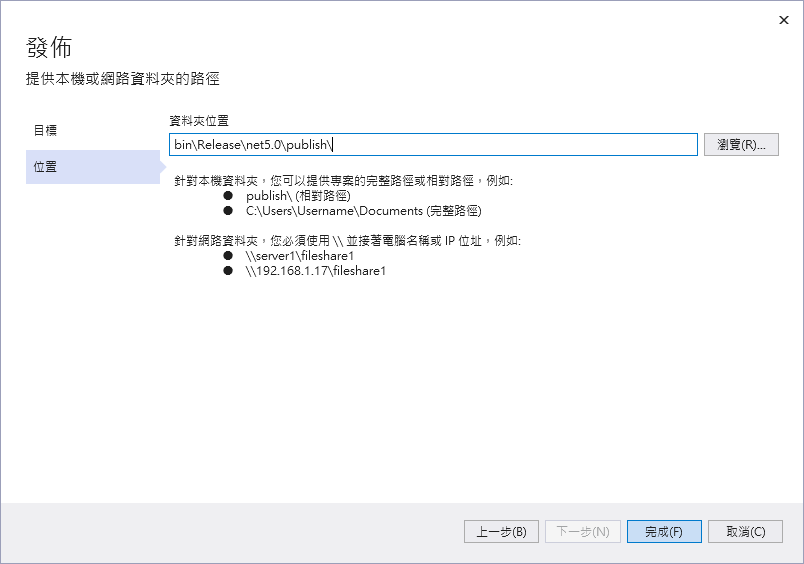 發佈
提供本機或網路資料夾的路徑
目標
位置
資料夾位置
bin\Release\net5.0\publish\
瀏覽(R)...
針對本機資料夾，您可以提供專案的完整路徑或相對路徑，例如:
● publish\ (相對路徑)
● C:\Users\Username\Documents (完整路徑)
針對網路資料夾，您必須使用 \\ 並接著電腦名稱或 IP 位址，例如:
● \\server1\fileshare1
● \\192.168.1.17\fileshare1
上一步(B)
下一步(N)
完成(F)
取消(C)